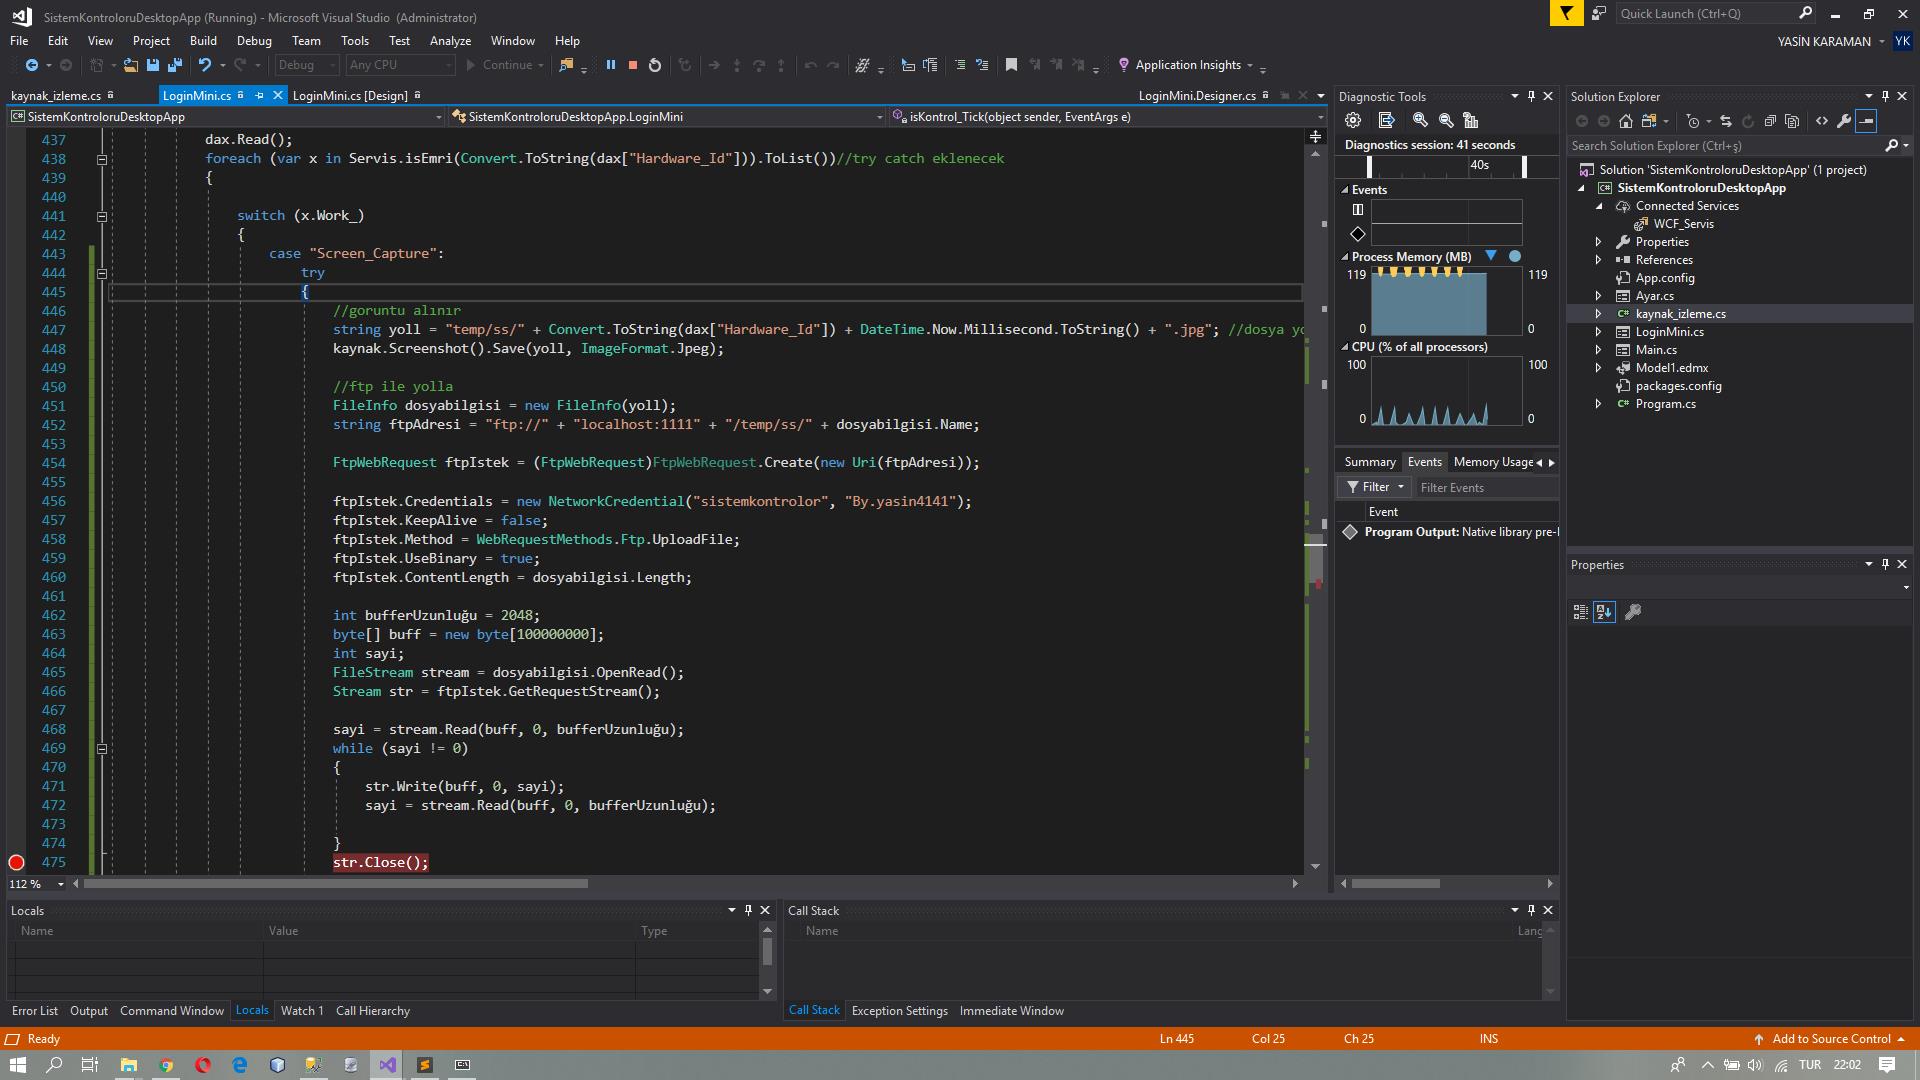 SistemKontroloruDesktopApp (Running) - Microsoft Visual Studio (Administrator)
Quick Launch (Ctrl+Q)
File Edit View Project Build Debug Team Tools Test Analyze Window Help
YASİN KARAMAN YK
Debug Any CPU Continue Application Insights
kaynak_izleme.cs LoginMini.cs LoginMini.cs [Design] LoginMini.Designer.cs
SistemKontroloruDesktopApp SistemKontroloruDesktopApp.LoginMini isKontrol_Tick(object sender, EventArgs e)
437 dax.Read();
438 foreach (var x in Servis.isEmri(Convert.ToString(dax["Hardware_Id"])).ToList())//try catch eklenecek
439 {
440
441 switch (x.Work_)
442 {
443 case "Screen_Capture":
444 try
445 {
446 //goruntu alınır
447 string yoll = "temp/ss/" + Convert.ToString(dax["Hardware_Id"]) + DateTime.Now.Millisecond.ToString() + ".jpg"; //dosya yo
448 kaynak.Screenshot().Save(yoll, ImageFormat.Jpeg);
449
450 //ftp ile yolla
451 FileInfo dosyabilgisi = new FileInfo(yoll);
452 string ftpAdresi = "ftp://" + "localhost:1111" + "/temp/ss/" + dosyabilgisi.Name;
453
454 FtpWebRequest ftpIstek = (FtpWebRequest)FtpWebRequest.Create(new Uri(ftpAdresi));
455
456 ftpIstek.Credentials = new NetworkCredential("sistemkontrolor", "By.yasin4141");
457 ftpIstek.KeepAlive = false;
458 ftpIstek.Method = WebRequestMethods.Ftp.UploadFile;
459 ftpIstek.UseBinary = true;
460 ftpIstek.ContentLength = dosyabilgisi.Length;
461
462 int bufferUzunluğu = 2048;
463 byte[] buff = new byte[100000000];
464 int sayi;
465 FileStream stream = dosyabilgisi.OpenRead();
466 Stream str = ftpIstek.GetRequestStream();
467
468 sayi = stream.Read(buff, 0, bufferUzunluğu);
469 while (sayi != 0)
470 {
471 str.Write(buff, 0, sayi);
472 sayi = stream.Read(buff, 0, bufferUzunluğu);
473
474 }
475 str.Close();
112 %
Diagnostic Tools
Diagnostics session: 41 seconds
40s
Events
Process Memory (MB)
119 119
0 0
CPU (% of all processors)
100 100
0 0
Summary Events Memory Usage
Filter Filter Events
Event
Program Output: Native library pre-l
Solution Explorer
Search Solution Explorer (Ctrl+ş)
Solution 'SistemKontroloruDesktopApp' (1 project)
SistemKontroloruDesktopApp
Connected Services
WCF_Servis
Properties
References
App.config
Ayar.cs
kaynak_izleme.cs
LoginMini.cs
Main.cs
Model1.edmx
packages.config
Program.cs
Properties
Locals
Name Value Type
Call Stack
Name Lang
Error List Output Command Window Locals Watch 1 Call Hierarchy
Call Stack Exception Settings Immediate Window
Ready Ln 445 Col 25 Ch 25 INS Add to Source Control
TUR 22:02